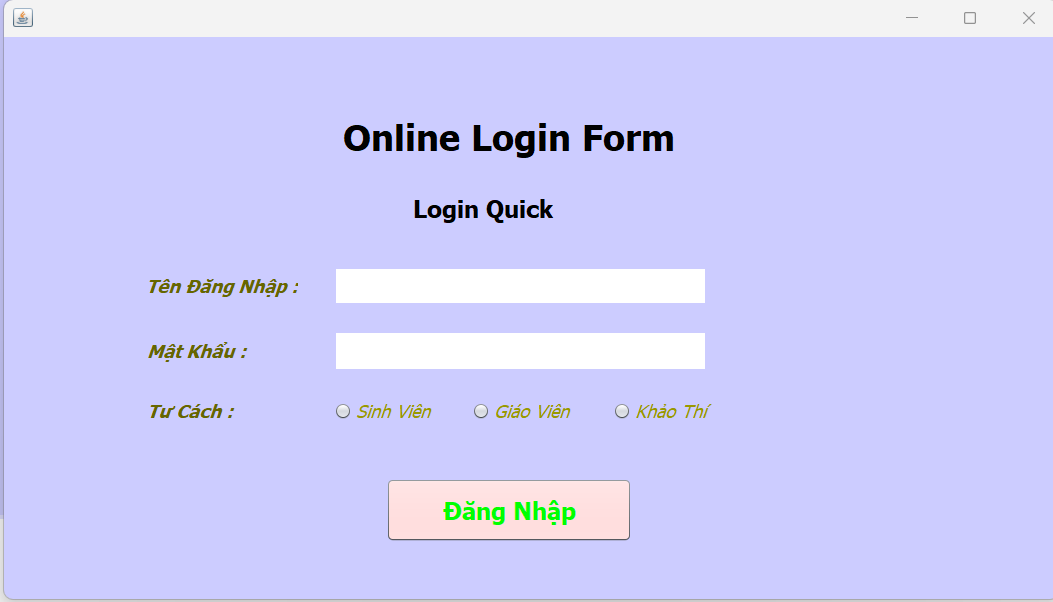 Online Login Form
Login Quick
Tên Đăng Nhập :
Mật Khẩu :
Tư Cách : Sinh Viên Giáo Viên Khảo Thí
Đăng Nhập